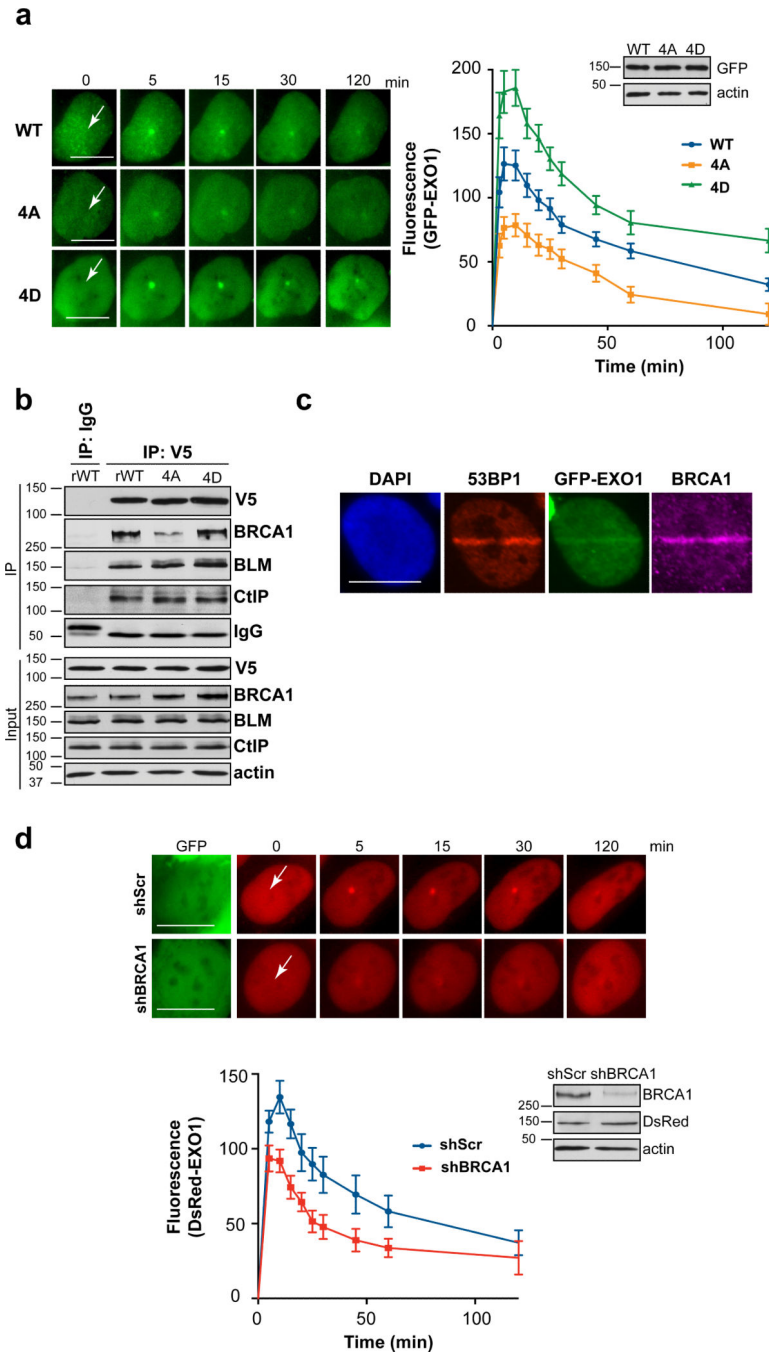 a
0 5 15 30 120 min
WT
4A
4D
Fluorescence
(GFP-EXO1)
200
150
100
50
0
0 50 100
Time (min)
WT
4A
4D
WT 4A 4D
150 GFP
50
actin
b
IP: IgG
IP: V5
rWT rWT 4A 4D
IP
150
100
V5
250
BRCA1
150
BLM
150
100
CtIP
50
IgG
Input
150
100
V5
250
BRCA1
150
BLM
150
100
CtIP
50
37
actin
c
DAPI 53BP1 GFP-EXO1 BRCA1
d
GFP 0 5 15 30 120 min
shScr
shBRCA1
Fluorescence
(DsRed-EXO1)
150
100
50
0
0 50 100
Time (min)
shScr
shBRCA1
shScr shBRCA1
BRCA1
250
150 DsRed
50
actin